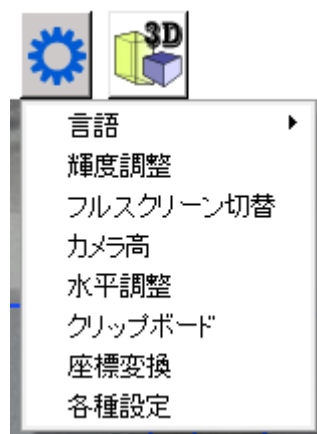 3D
言語
輝度調整
フルスクリーン切替
カメラ高
水平調整
クリップボード
座標変換
各種設定